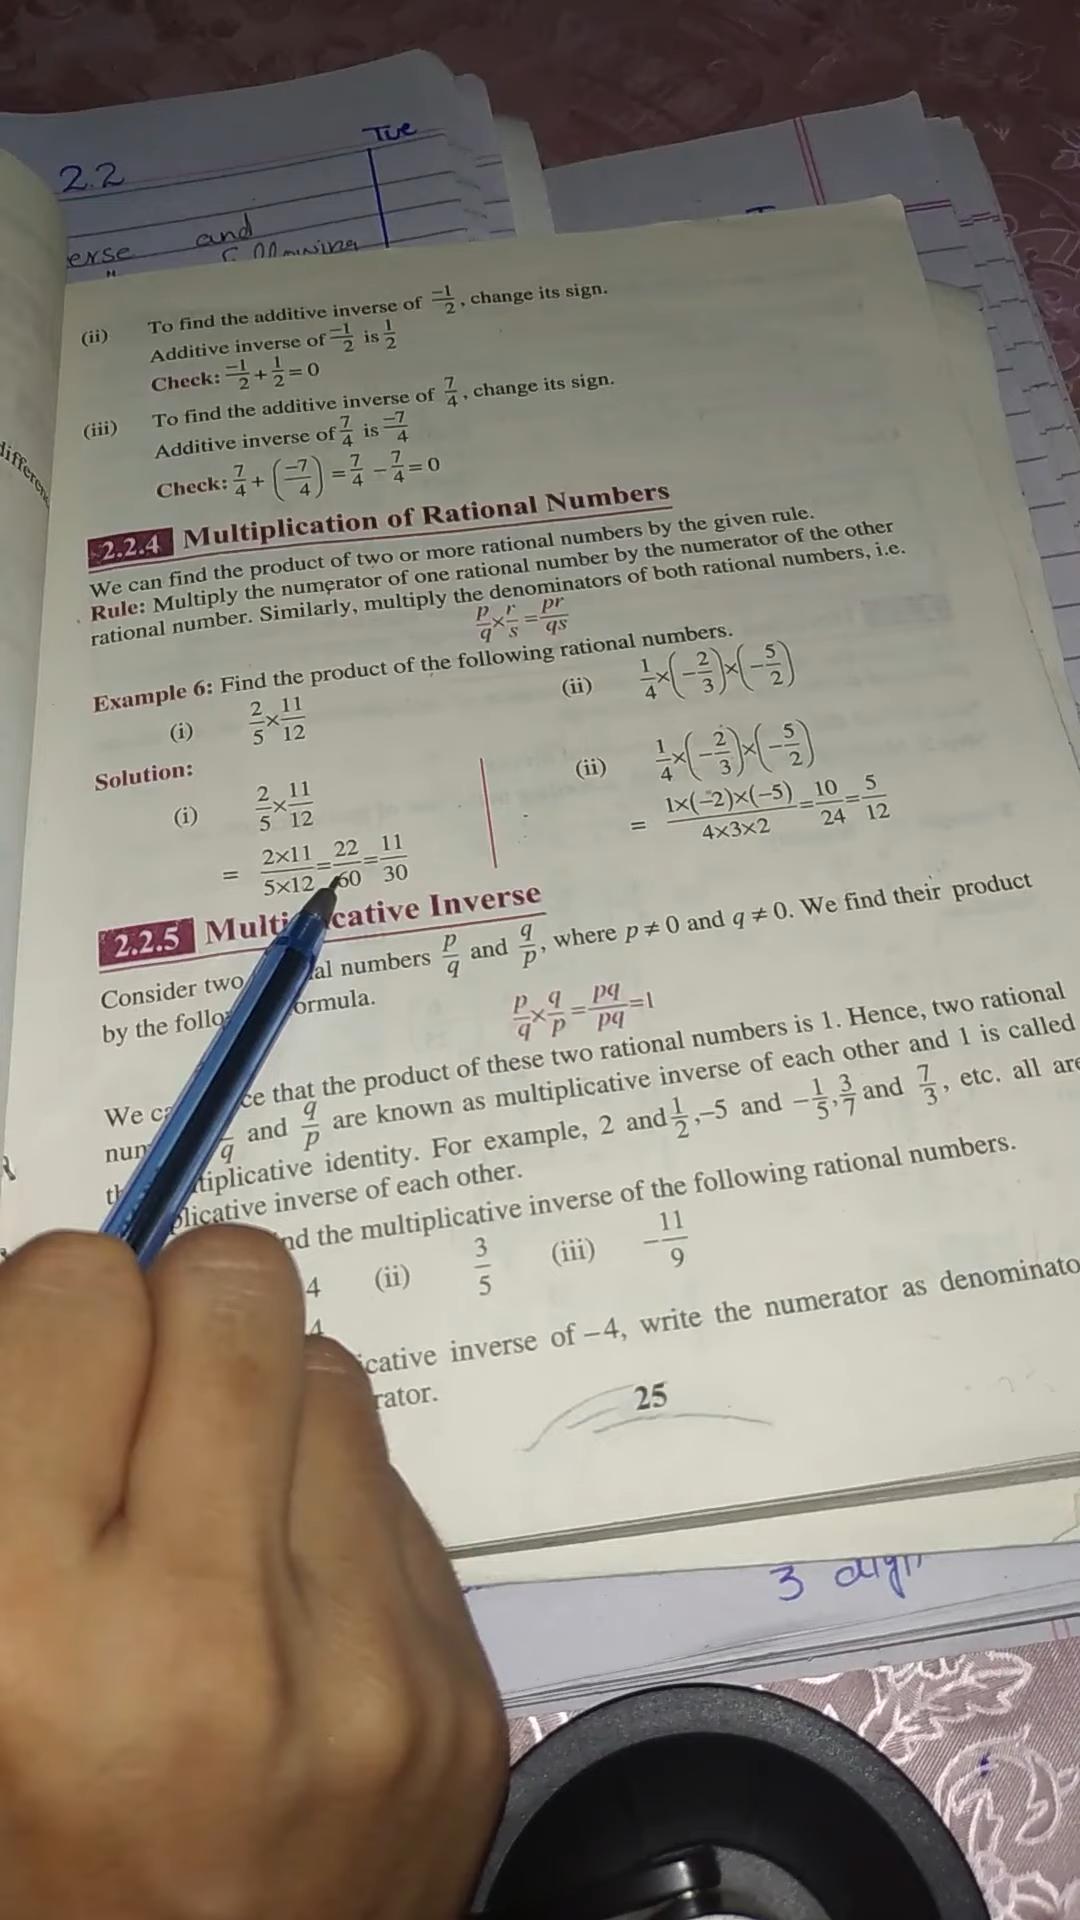 Tue
2.2
erse and
(ii) To find the additive inverse of -1/2, change its sign.
Additive inverse of -1/2 is 1/2
Check: -1/2 + 1/2 = 0
(iii) To find the additive inverse of 7/4, change its sign.
Additive inverse of 7/4 is -7/4
Check: 7/4 + (-7/4) = 7/4 - 7/4 = 0
2.2.4 Multiplication of Rational Numbers
We can find the product of two or more rational numbers by the given rule.
Rule: Multiply the numerator of one rational number by the numerator of the other
rational number. Similarly, multiply the denominators of both rational numbers, i.e.
p/q × r/s = pr/qs
Example 6: Find the product of the following rational numbers.
(i) 2/5 × 11/12 (ii) 1/4 × (-2/3) × (-5/2)
Solution:
(i) 2/5 × 11/12 (ii) 1/4 × (-2/3) × (-5/2)
= 2×11/5×12 = 22/60 = 11/30 = 1×(-2)×(-5)/4×3×2 = 10/24 = 5/12
2.2.5 Multi cative Inverse
Consider two al numbers p/q and q/p, where p ≠ 0 and q ≠ 0. We find their product
by the follo ormula.
p/q × q/p = pq/pq = 1
We ca ce that the product of these two rational numbers is 1. Hence, two rational
num q and q/p are known as multiplicative inverse of each other and 1 is called
th tiplicative identity. For example, 2 and 1/2, -5 and -1/5, 3/7 and 7/3, etc. all are
plicative inverse of each other.
nd the multiplicative inverse of the following rational numbers.
4 (ii) 3/5 (iii) -11/9
4
icative inverse of -4, write the numerator as denominato
rator.
25
3